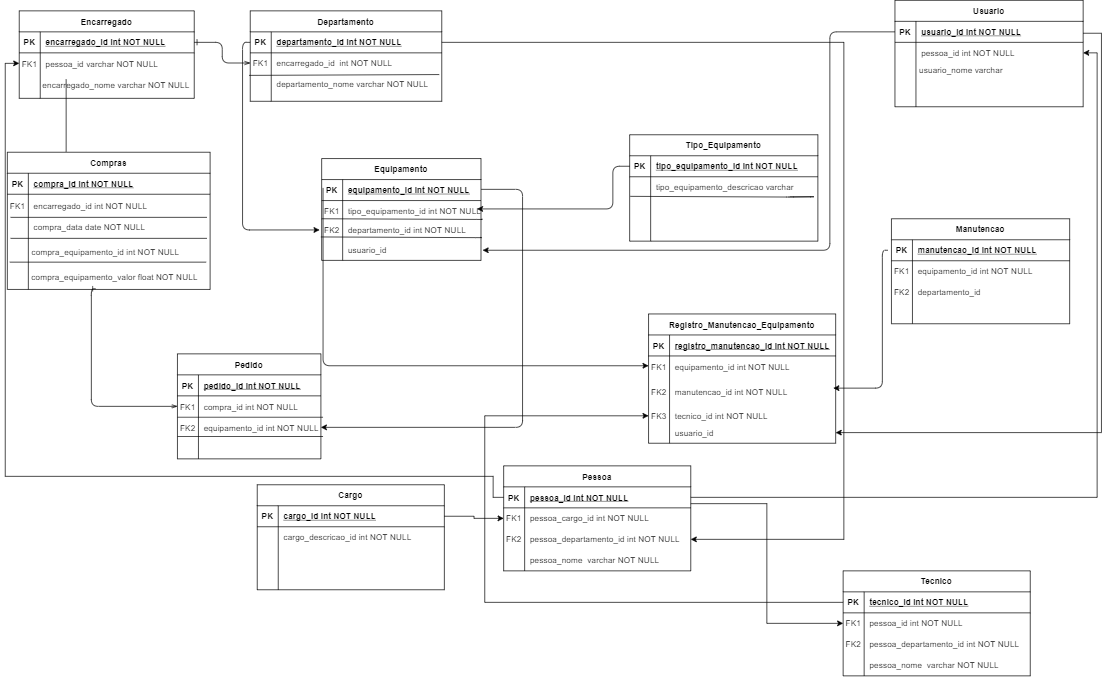 Encarregado
PK encarregado_id int NOT NULL
FK1 pessoa_id varchar NOT NULL
encarregado_nome varchar NOT NULL
Departamento
PK departamento_id int NOT NULL
FK1 encarregado_id int NOT NULL
departamento_nome varchar NOT NULL
Usuario
PK usuario_id int NOT NULL
pessoa_id int NOT NULL
usuario_nome varchar
Compras
PK compra_id int NOT NULL
FK1 encarregado_id int NOT NULL
compra_data date NOT NULL
compra_equipamento_id int NOT NULL
compra_equipamento_valor float NOT NULL
Equipamento
PK equipamento_id int NOT NULL
FK1 tipo_equipamento_id int NOT NULL
FK2 departamento_id int NOT NULL
usuario_id
Tipo_Equipamento
PK tipo_equipamento_id int NOT NULL
tipo_equipamento_descricao varchar
Manutencao
PK manutencao_id int NOT NULL
FK1 equipamento_id int NOT NULL
FK2 departamento_id
Registro_Manutencao_Equipamento
PK registro_manutencao_id int NOT NULL
FK1 equipamento_id int NOT NULL
FK2 manutencao_id int NOT NULL
FK3 tecnico_id int NOT NULL
usuario_id
Pedido
PK pedido_id int NOT NULL
FK1 compra_id int NOT NULL
FK2 equipamento_id int NOT NULL
Cargo
PK cargo_id int NOT NULL
cargo_descricao_id int NOT NULL
Pessoa
PK pessoa_id int NOT NULL
FK1 pessoa_cargo_id int NOT NULL
FK2 pessoa_departamento_id int NOT NULL
pessoa_nome varchar NOT NULL
Tecnico
PK tecnico_id int NOT NULL
FK1 pessoa_id int NOT NULL
FK2 pessoa_departamento_id int NOT NULL
pessoa_nome varchar NOT NULL